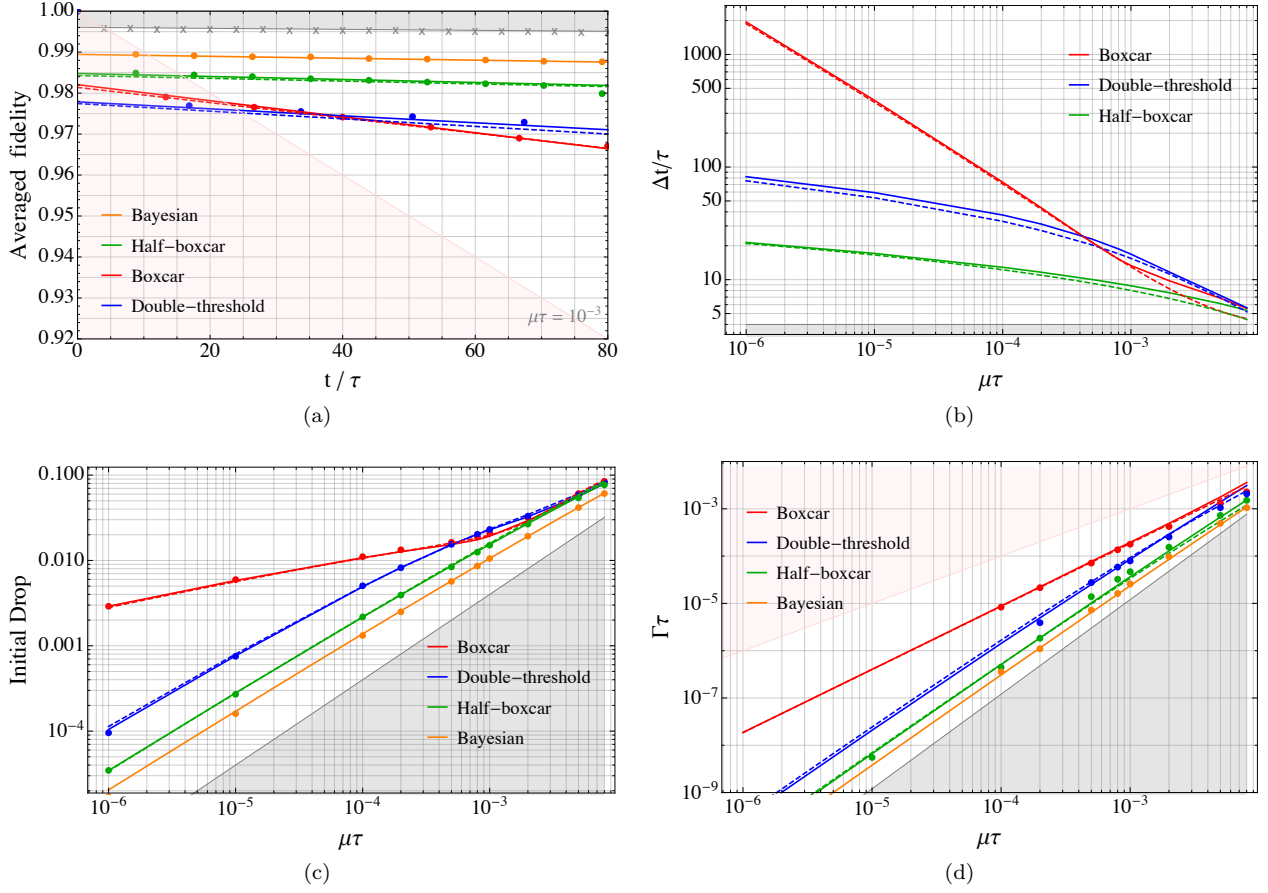 1.00
0.99
0.98
0.97
0.96
0.95
0.94
0.93
0.92
Averaged fidelity
Bayesian
Half-boxcar
Boxcar
Double-threshold
μτ = 10⁻³
0 20 40 60 80
t / τ
(a)
1000
500
100
50
10
5
Δt/τ
Boxcar
Double-threshold
Half-boxcar
10⁻⁶ 10⁻⁵ 10⁻⁴ 10⁻³
μτ
(b)
0.100
0.010
0.001
10⁻⁴
Initial Drop
Boxcar
Double-threshold
Half-boxcar
Bayesian
10⁻⁶ 10⁻⁵ 10⁻⁴ 10⁻³
μτ
(c)
10⁻³
10⁻⁵
10⁻⁷
10⁻⁹
Γτ
Boxcar
Double-threshold
Half-boxcar
Bayesian
10⁻⁶ 10⁻⁵ 10⁻⁴ 10⁻³
μτ
(d)